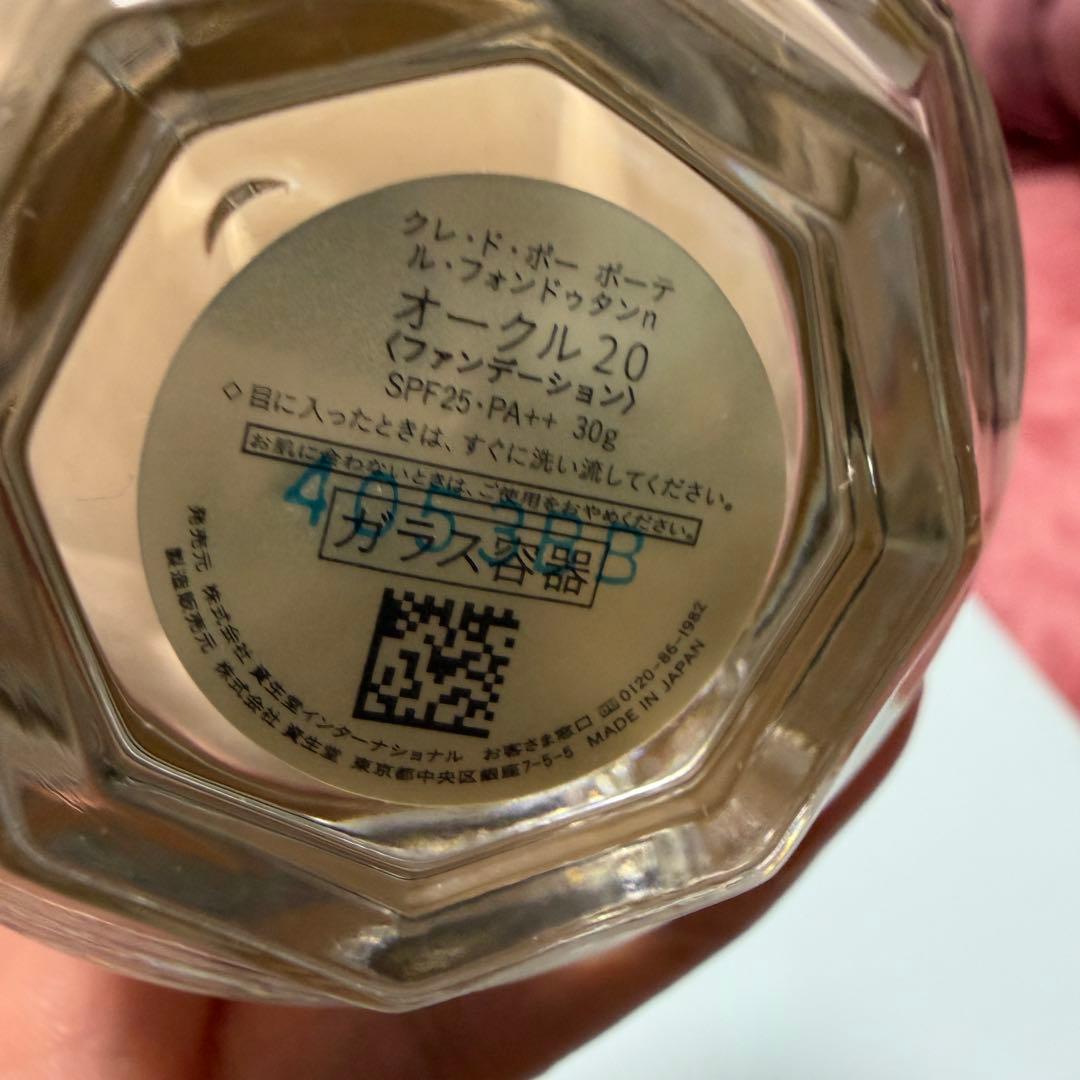 クレ・ド・ポー ボーテ
ル・フォンドゥタンn
オークル20
〈ファンデーション〉
SPF25・PA++ 30g
◇目に入ったときは、すぐに洗い流してください。
お肌に合わないときは、ご使用をおやめください。
4053BB
ガラス容器
発売元 株式会社 資生堂インターナショナル お客さま窓口 0120-86-1982
製造販売元 株式会社 資生堂 東京都中央区銀座7-5-5 MADE IN JAPAN